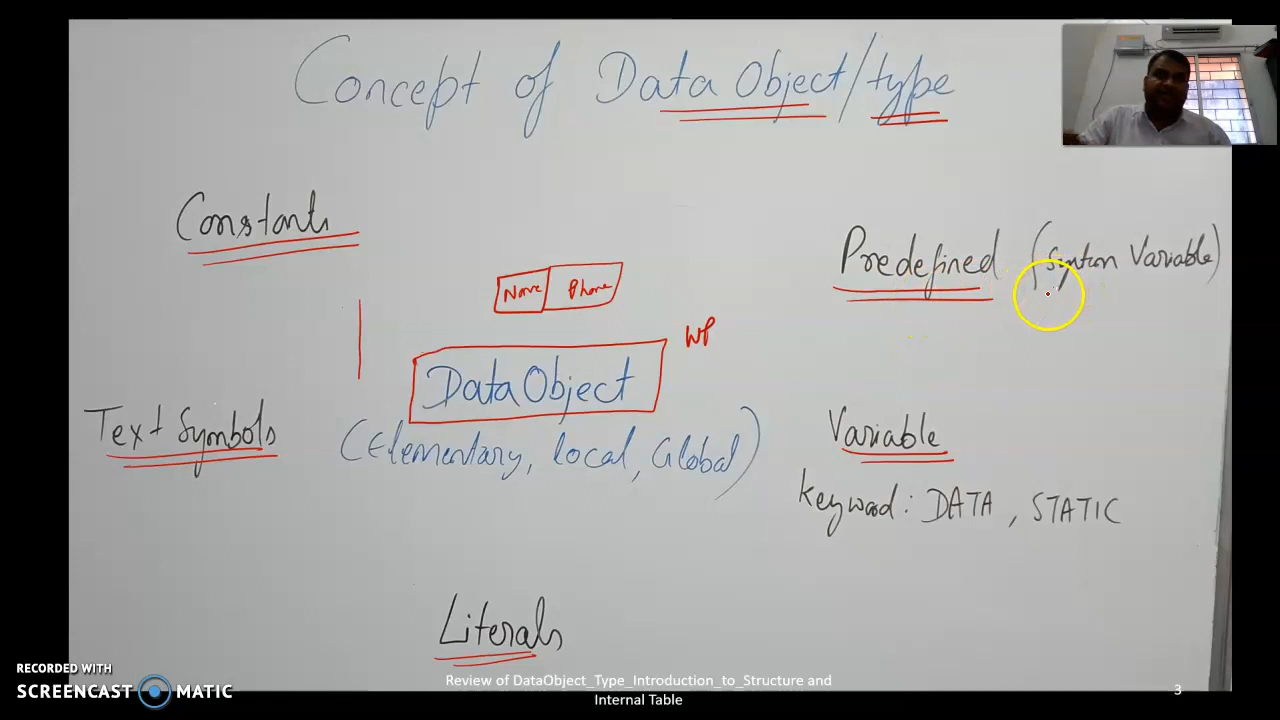 Concept of Data Object/type
Constants
Predefined (System Variable)
Name Phone
WP
Data Object
(Elementary, local, Global)
Text Symbols
Variable
Keyword: DATA, STATIC
Literals
RECORDED WITH
SCREENCAST MATIC
Review of DataObject_Type_Introduction_to_Structure and
Internal Table
3